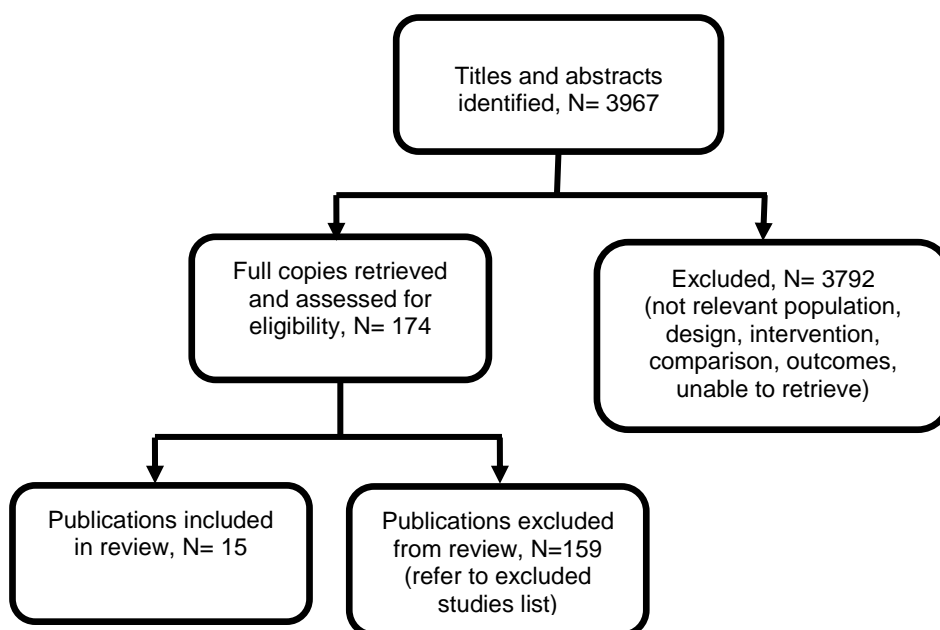 Titles and abstracts
identified, N= 3967
Full copies retrieved
and assessed for
eligibility, N= 174
Excluded, N= 3792
(not relevant population,
design, intervention,
comparison, outcomes,
unable to retrieve)
Publications included
in review, N= 15
Publications excluded
from review, N=159
(refer to excluded
studies list)